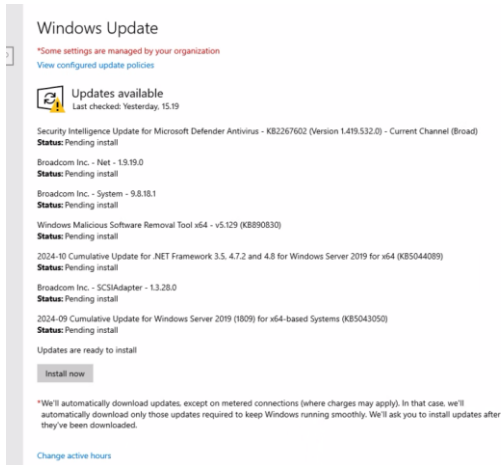 Windows Update
*Some settings are managed by your organization
View configured update policies
Updates available
Last checked: Yesterday, 15.19
Security Intelligence Update for Microsoft Defender Antivirus - KB2267602 (Version 1.419.532.0) - Current Channel (Broad)
Status: Pending install
Broadcom Inc. - Net - 1.9.19.0
Status: Pending install
Broadcom Inc. - System - 9.8.18.1
Status: Pending install
Windows Malicious Software Removal Tool x64 - v5.129 (KB890830)
Status: Pending install
2024-10 Cumulative Update for .NET Framework 3.5, 4.7.2 and 4.8 for Windows Server 2019 for x64 (KB5044089)
Status: Pending install
Broadcom Inc. - SCSIAdapter - 1.3.28.0
Status: Pending install
2024-09 Cumulative Update for Windows Server 2019 (1809) for x64-based Systems (KB5043050)
Status: Pending install
Updates are ready to install
Install now
*We'll automatically download updates, except on metered connections (where charges may apply). In that case, we'll
automatically download only those updates required to keep Windows running smoothly. We'll ask you to install updates after
they've been downloaded.
Change active hours